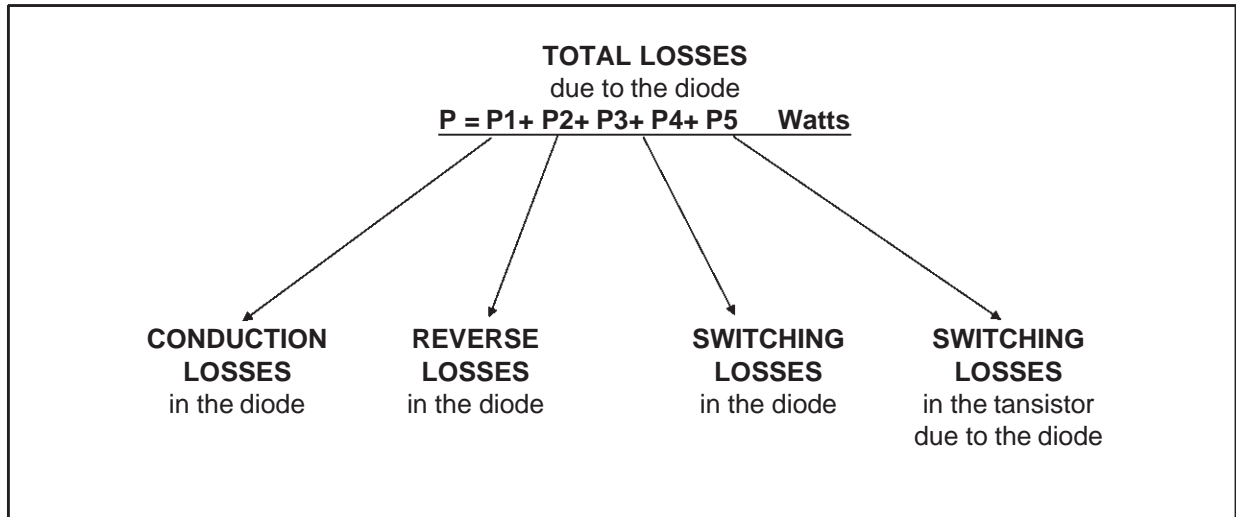 TOTAL LOSSES
due to the diode
P = P1+ P2+ P3+ P4+ P5 Watts
CONDUCTION
LOSSES
in the diode
REVERSE
LOSSES
in the diode
SWITCHING
LOSSES
in the diode
SWITCHING
LOSSES
in the tansistor
due to the diode